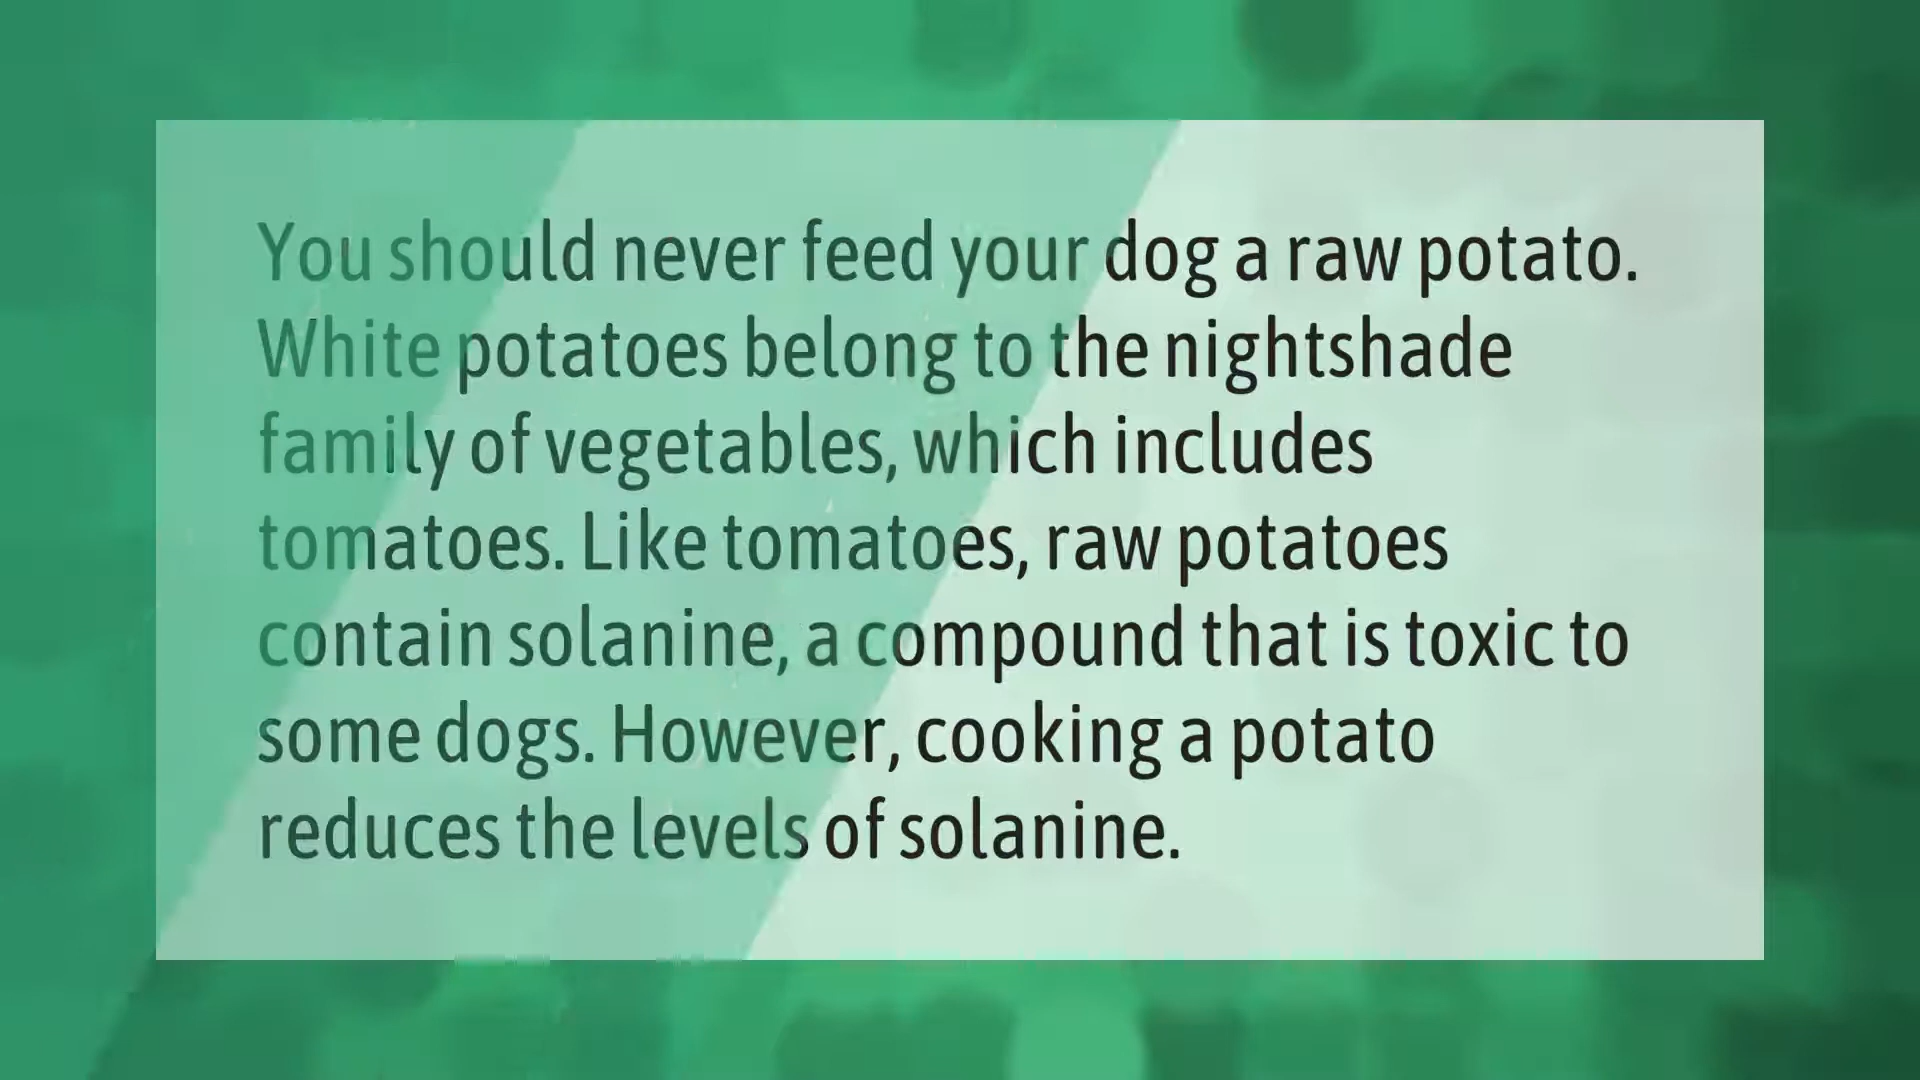 You should never feed your dog a raw potato.
White potatoes belong to the nightshade
family of vegetables, which includes
tomatoes. Like tomatoes, raw potatoes
contain solanine, a compound that is toxic to
some dogs. However, cooking a potato
reduces the levels of solanine.